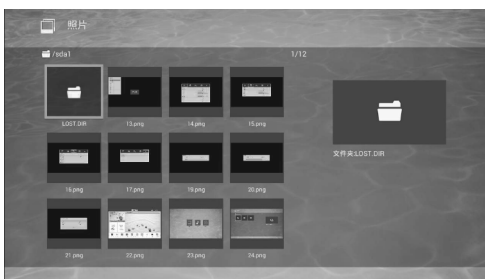 照片
/sda1
1/12
LOST.DIR
13.png
14.png
15.png
文件夹:LOST.DIR
16.png
17.png
19.png
20.png
21.png
22.png
23.png
24.png